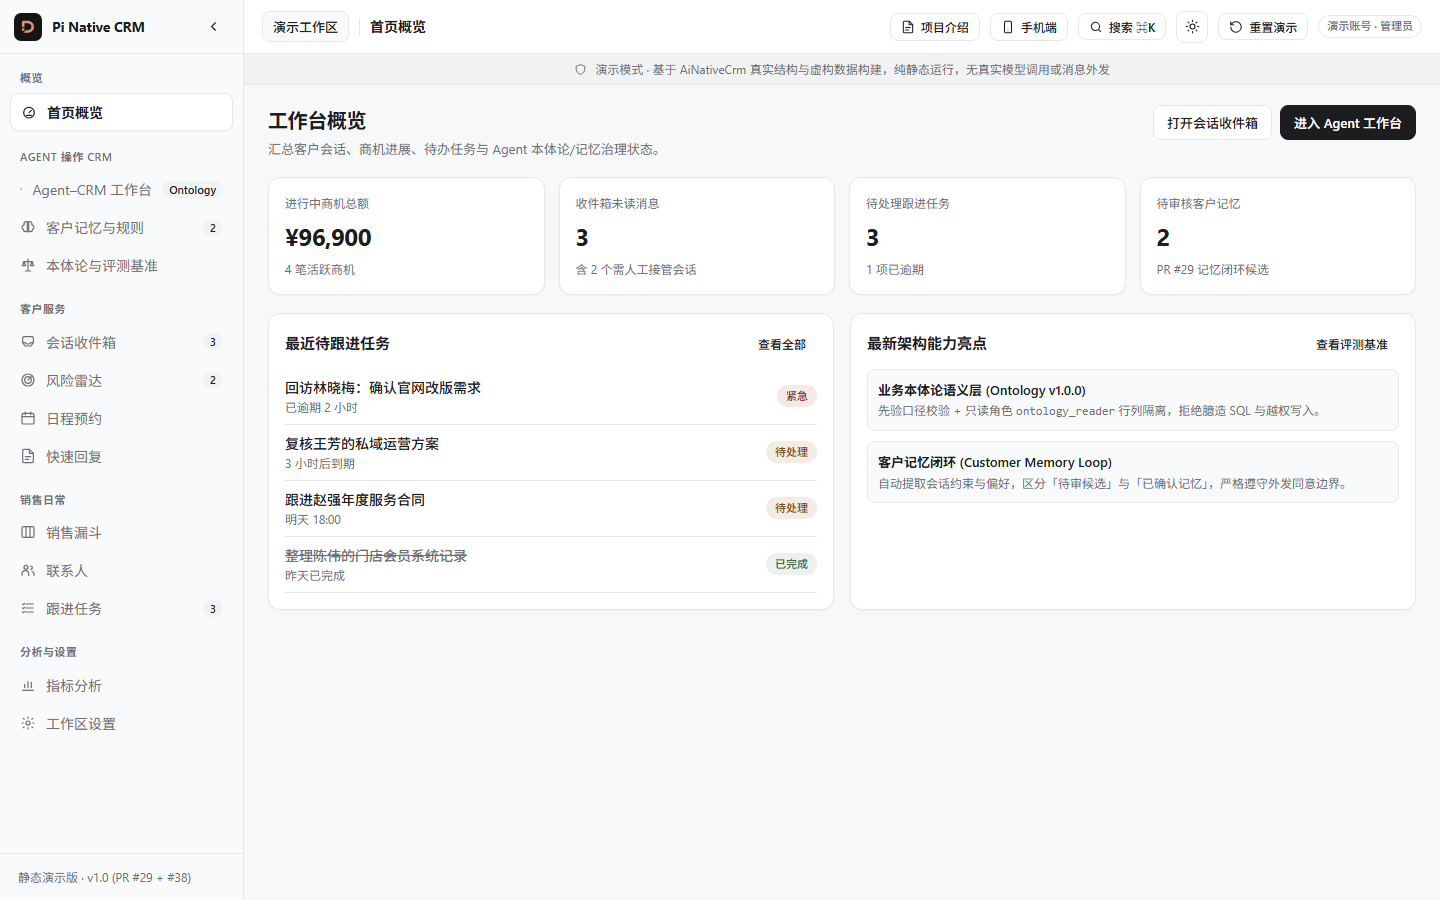 Pi Native CRM
演示工作区
首页概览
项目介绍
手机端
搜索 ⌘K
重置演示
演示账号 · 管理员
演示模式 · 基于 AiNativeCrm 真实结构与虚构数据构建，纯静态运行，无真实模型调用或消息外发
概览
首页概览
AGENT 操作 CRM
Agent–CRM 工作台
Ontology
客户记忆与规则
2
本体论与评测基准
客户服务
会话收件箱
3
风险雷达
2
日程预约
快速回复
销售日常
销售漏斗
联系人
跟进任务
3
分析与设置
指标分析
工作区设置
静态演示版 · v1.0 (PR #29 + #38)
工作台概览
汇总客户会话、商机进展、待办任务与 Agent 本体论/记忆治理状态。
打开会话收件箱
进入 Agent 工作台
进行中商机总额
¥96,900
4 笔活跃商机
收件箱未读消息
3
含 2 个需人工接管会话
待处理跟进任务
3
1 项已逾期
待审核客户记忆
2
PR #29 记忆闭环候选
最近待跟进任务
查看全部
回访林晓梅：确认官网改版需求
已逾期 2 小时
紧急
复核王芳的私域运营方案
3 小时后到期
待处理
跟进赵强年度服务合同
明天 18:00
待处理
整理陈伟的门店会员系统记录
昨天已完成
已完成
最新架构能力亮点
查看评测基准
业务本体论语义层 (Ontology v1.0.0)
先验口径校验 + 只读角色 ontology_reader 行列隔离，拒绝臆造 SQL 与越权写入。
客户记忆闭环 (Customer Memory Loop)
自动提取会话约束与偏好，区分「待审候选」与「已确认记忆」，严格遵守外发同意边界。